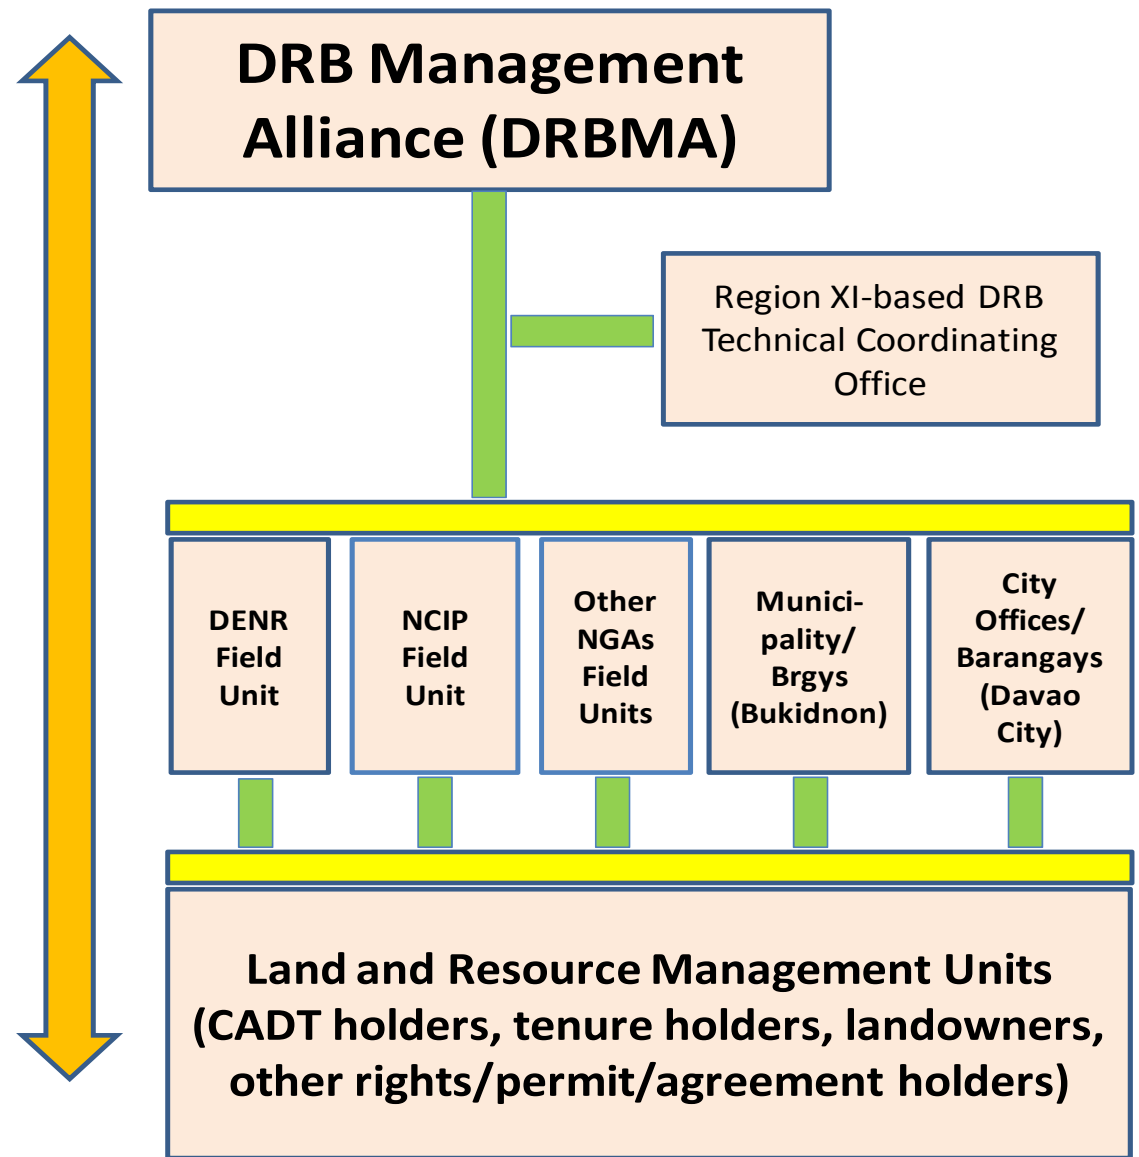 DRB Management
Alliance (DRBMA)
Region XI-based DRB
Technical Coordinating
Office
DENR
Field
Unit
NCIP
Field
Unit
Other
NGAs
Field
Units
Munici-
pality/
Brgys
(Bukidnon)
City
Offices/
Barangays
(Davao
City)
Land and Resource Management Units
(CADT holders, tenure holders, landowners,
other rights/permit/agreement holders)